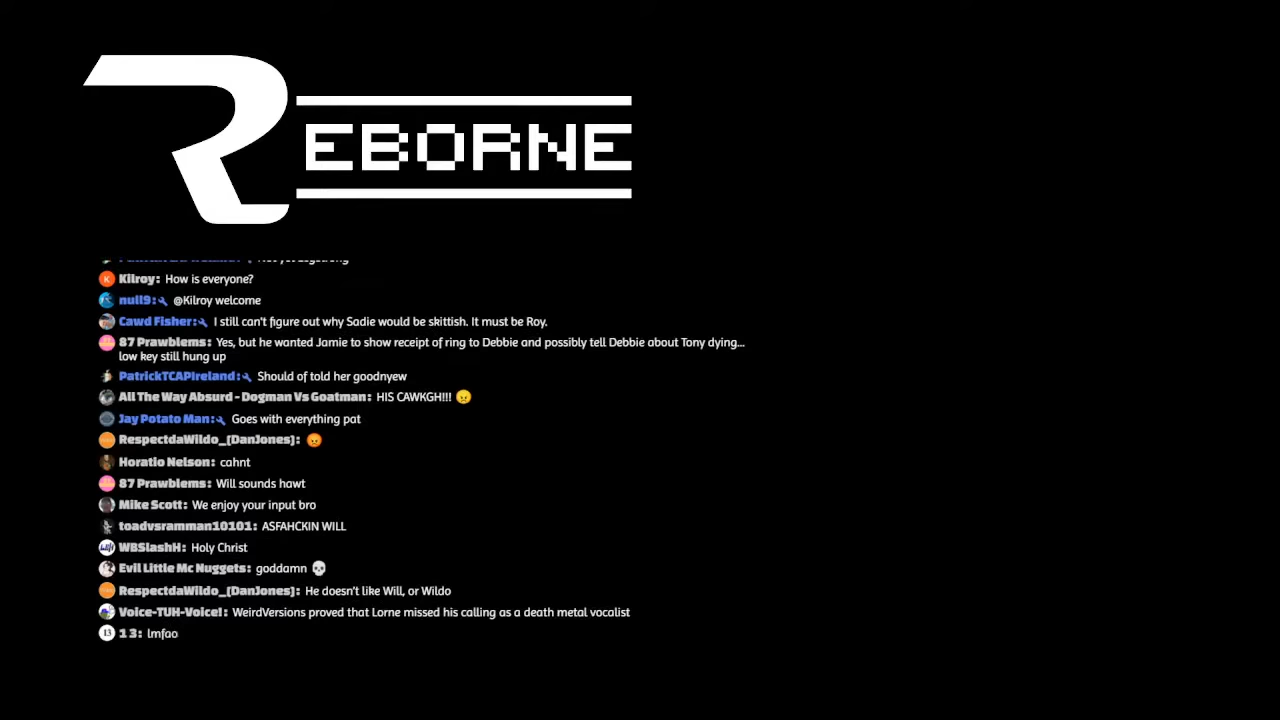 REBORNE
Kilroy: How is everyone?
null9: @Kilroy welcome
Cawd Fisher: I still can't figure out why Sadie would be skittish. It must be Roy.
87 Prawblems: Yes, but he wanted Jamie to show receipt of ring to Debbie and possibly tell Debbie about Tony dying...
low key still hung up
PatrickTCAPIreland: Should of told her goodnyew
All The Way Absurd - Dogman Vs Goatman: HIS CAWKGH!!! 😠
Jay Potato Man: Goes with everything pat
RespectdaWildo_(DanJones): 😡
Horatio Nelson: cahnt
87 Prawblems: Will sounds hawt
Mike Scott: We enjoy your input bro
toadvsramman10101: ASFAHCKIN WILL
WBSlashH: Holy Christ
Evil Little Mc Nuggets: goddamn 💀
RespectdaWildo_(DanJones): He doesn't like Will, or Wildo
Voice-TUH-Voice!: WeirdVersions proved that Lorne missed his calling as a death metal vocalist
13 1 3: lmfao